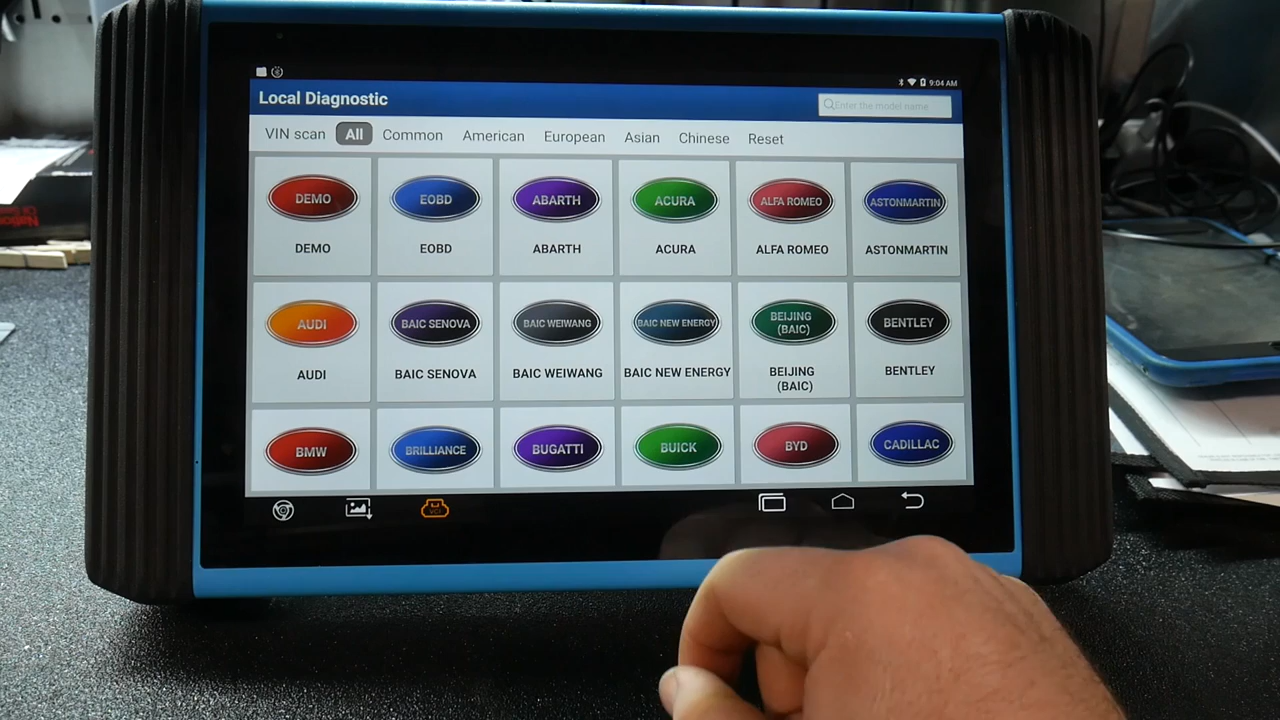 9:04 AM
Local Diagnostic
Enter the model name
VIN scan All Common American European Asian Chinese Reset
DEMO EOBD ABARTH ACURA ALFA ROMEO ASTONMARTIN
DEMO EOBD ABARTH ACURA ALFA ROMEO ASTONMARTIN
AUDI BAIC SENOVA BAIC WEIWANG BAIC NEW ENERGY BEIJING (BAIC) BENTLEY
AUDI BAIC SENOVA BAIC WEIWANG BAIC NEW ENERGY BEIJING (BAIC) BENTLEY
BMW BRILLIANCE BUGATTI BUICK BYD CADILLAC
VCI